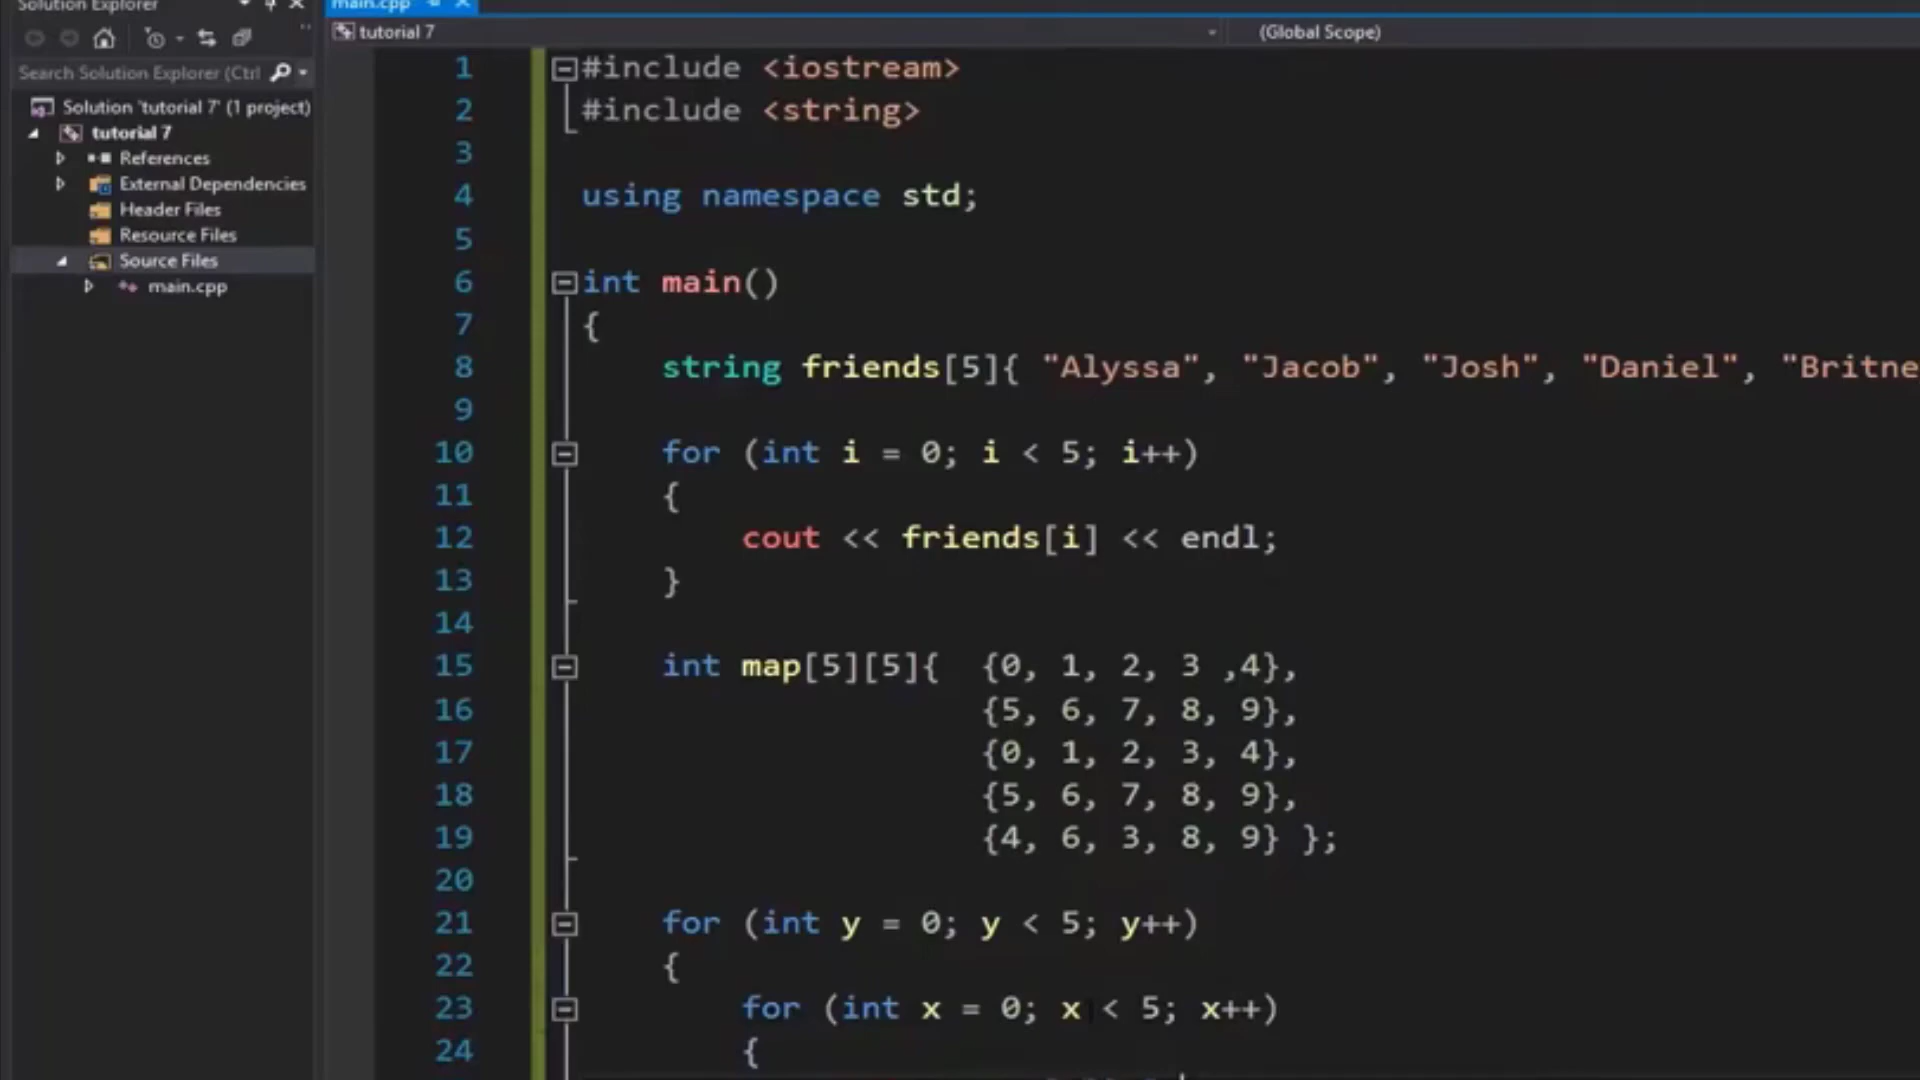 Solution Explorer
main.cpp
tutorial 7
(Global Scope)
Search Solution Explorer (Ctrl
Solution 'tutorial 7' (1 project)
tutorial 7
References
External Dependencies
Header Files
Resource Files
Source Files
main.cpp
1 #include <iostream>
2 #include <string>
3
4 using namespace std;
5
6 int main()
7 {
8 string friends[5]{ "Alyssa", "Jacob", "Josh", "Daniel", "Britne
9
10 for (int i = 0; i < 5; i++)
11 {
12 cout << friends[i] << endl;
13 }
14
15 int map[5][5]{ {0, 1, 2, 3 ,4},
16 {5, 6, 7, 8, 9},
17 {0, 1, 2, 3, 4},
18 {5, 6, 7, 8, 9},
19 {4, 6, 3, 8, 9} };
20
21 for (int y = 0; y < 5; y++)
22 {
23 for (int x = 0; x < 5; x++)
24 {